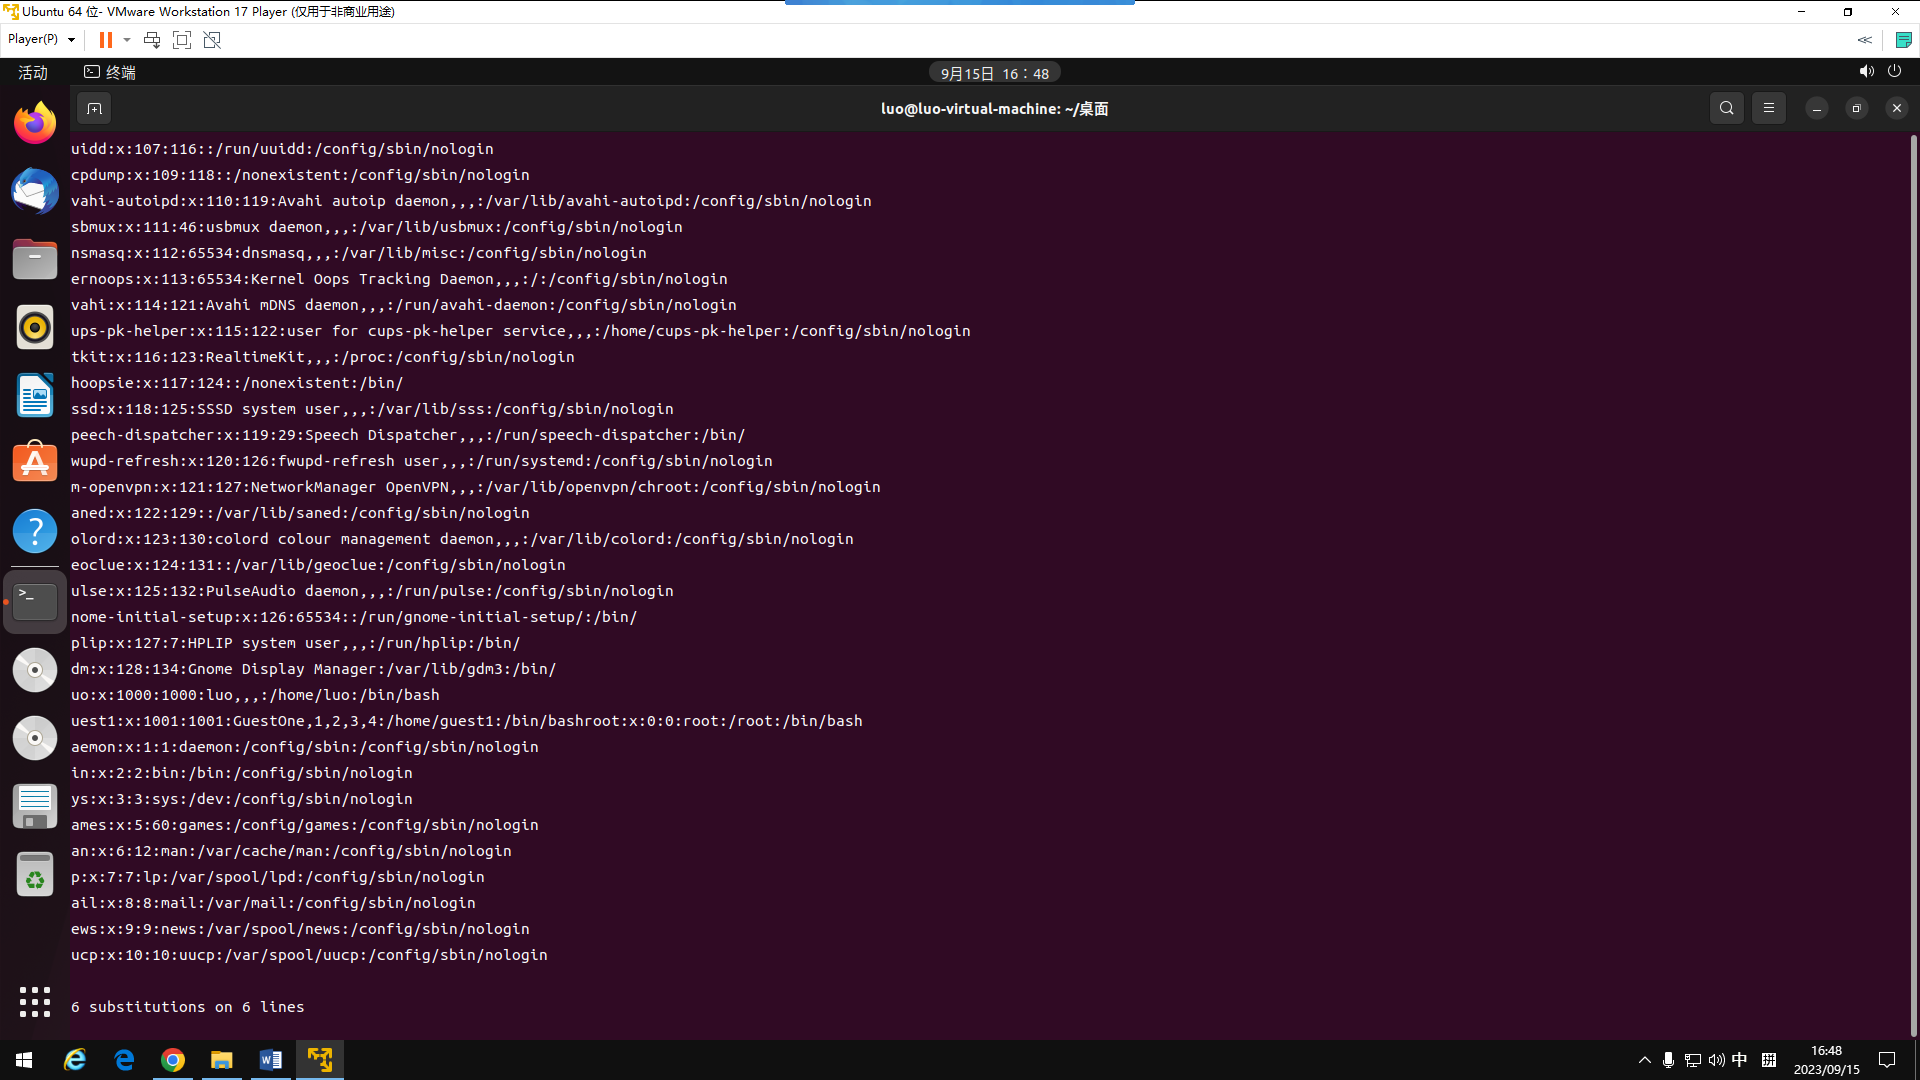 Ubuntu 64 位- VMware Workstation 17 Player (仅用于非商业用途)
Player(P)
活动 终端 9月15日 16：48
luo@luo-virtual-machine: ~/桌面
uidd:x:107:116::/run/uuidd:/config/sbin/nologin
cpdump:x:109:118::/nonexistent:/config/sbin/nologin
vahi-autoipd:x:110:119:Avahi autoip daemon,,,:/var/lib/avahi-autoipd:/config/sbin/nologin
sbmux:x:111:46:usbmux daemon,,,:/var/lib/usbmux:/config/sbin/nologin
nsmasq:x:112:65534:dnsmasq,,,:/var/lib/misc:/config/sbin/nologin
ernoops:x:113:65534:Kernel Oops Tracking Daemon,,,:/:/config/sbin/nologin
vahi:x:114:121:Avahi mDNS daemon,,,:/run/avahi-daemon:/config/sbin/nologin
ups-pk-helper:x:115:122:user for cups-pk-helper service,,,:/home/cups-pk-helper:/config/sbin/nologin
tkit:x:116:123:RealtimeKit,,,:/proc:/config/sbin/nologin
hoopsie:x:117:124::/nonexistent:/bin/
ssd:x:118:125:SSSD system user,,,:/var/lib/sss:/config/sbin/nologin
peech-dispatcher:x:119:29:Speech Dispatcher,,,:/run/speech-dispatcher:/bin/
wupd-refresh:x:120:126:fwupd-refresh user,,,:/run/systemd:/config/sbin/nologin
m-openvpn:x:121:127:NetworkManager OpenVPN,,,:/var/lib/openvpn/chroot:/config/sbin/nologin
aned:x:122:129::/var/lib/saned:/config/sbin/nologin
olord:x:123:130:colord colour management daemon,,,:/var/lib/colord:/config/sbin/nologin
eoclue:x:124:131::/var/lib/geoclue:/config/sbin/nologin
ulse:x:125:132:PulseAudio daemon,,,:/run/pulse:/config/sbin/nologin
nome-initial-setup:x:126:65534::/run/gnome-initial-setup/:/bin/
plip:x:127:7:HPLIP system user,,,:/run/hplip:/bin/
dm:x:128:134:Gnome Display Manager:/var/lib/gdm3:/bin/
uo:x:1000:1000:luo,,,:/home/luo:/bin/bash
uest1:x:1001:1001:GuestOne,1,2,3,4:/home/guest1:/bin/bashroot:x:0:0:root:/root:/bin/bash
aemon:x:1:1:daemon:/config/sbin:/config/sbin/nologin
in:x:2:2:bin:/bin:/config/sbin/nologin
ys:x:3:3:sys:/dev:/config/sbin/nologin
ames:x:5:60:games:/config/games:/config/sbin/nologin
an:x:6:12:man:/var/cache/man:/config/sbin/nologin
p:x:7:7:lp:/var/spool/lpd:/config/sbin/nologin
ail:x:8:8:mail:/var/mail:/config/sbin/nologin
ews:x:9:9:news:/var/spool/news:/config/sbin/nologin
ucp:x:10:10:uucp:/var/spool/uucp:/config/sbin/nologin
6 substitutions on 6 lines
中 拼 16:48
2023/09/15